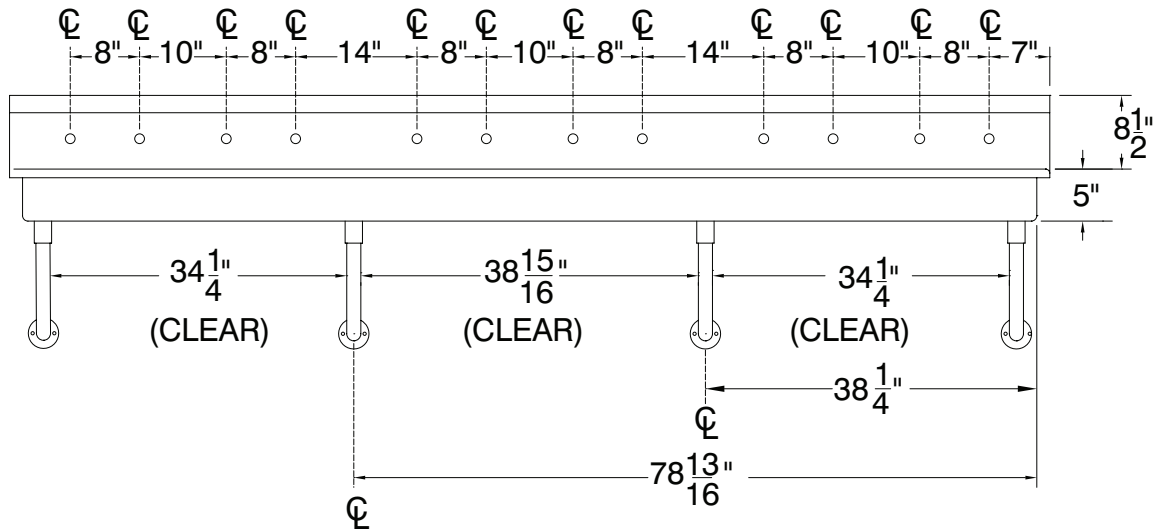 ℄ ℄ ℄ ℄ ℄ ℄ ℄ ℄ ℄ ℄ ℄ ℄
8" 10" 8" 14" 8" 10" 8" 14" 8" 10" 8" 7"
8 1/2"
5"
34 1/4" 38 15/16" 34 1/4"
(CLEAR) (CLEAR) (CLEAR)
38 1/4"
℄
78 13/16"
℄